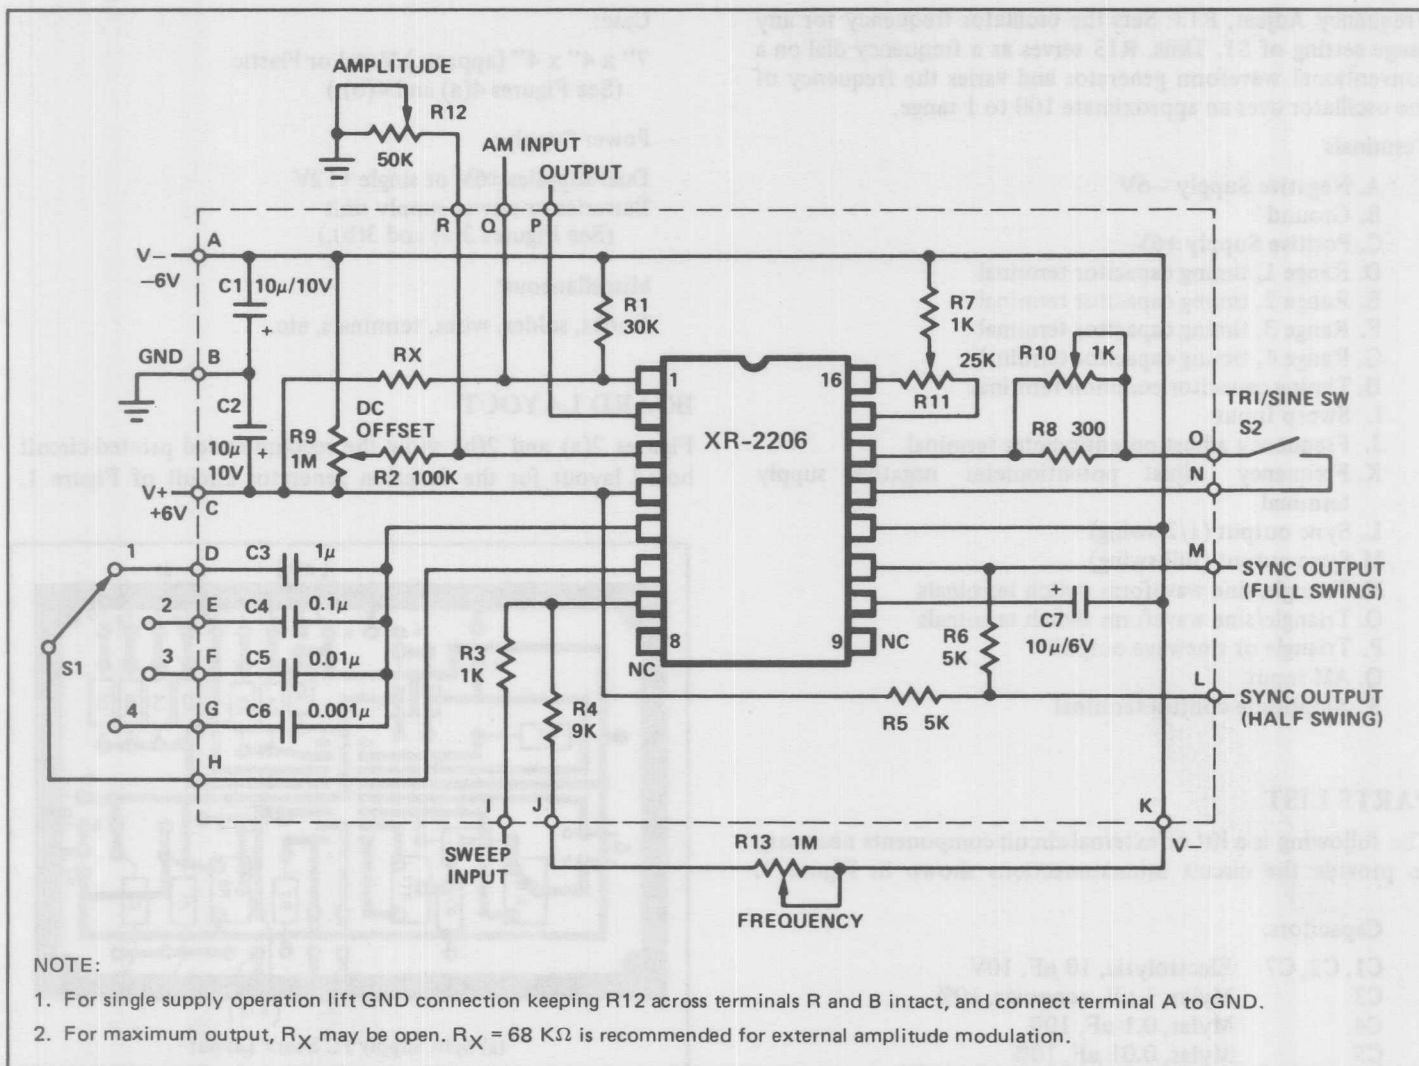 AMPLITUDE
R12
50K
AM INPUT
OUTPUT
R Q P
V–
–6V
A
C1 10μ/10V
+
R1
30K
R7
1K
GND
B
RX
1
16
25K
R10
1K
R11
C2
10μ
10V
+
R9
1M
DC
OFFSET
R2 100K
XR-2206
R8 300
TRI/SINE SW
S2
O
N
V+
+6V
C
1
D
C3
1μ
M
SYNC OUTPUT
(FULL SWING)
2
E
C4
0.1μ
+
C7
10μ/6V
3
F
C5
0.01μ
S1
R3
1K
8
NC
9
NC
R6
5K
4
G
C6
0.001μ
R4
9K
R5 5K
L
SYNC OUTPUT
(HALF SWING)
H
I
J
K
SWEEP
INPUT
R13 1M
V–
FREQUENCY
NOTE:
1. For single supply operation lift GND connection keeping R12 across terminals R and B intact, and connect terminal A to GND.
2. For maximum output, RX may be open. RX = 68 KΩ is recommended for external amplitude modulation.